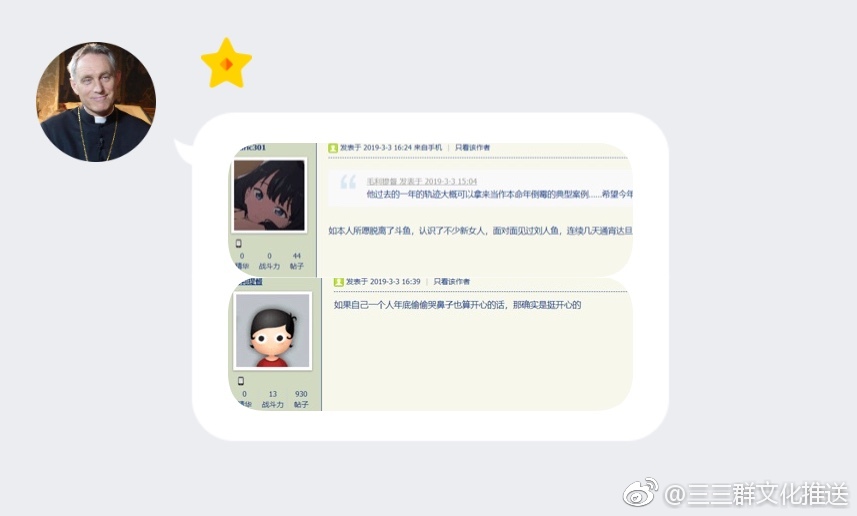 ric301
发表于 2019-3-3 16:24 来自手机 | 只看该作者
毛利提督 发表于 2019-3-3 15:04
他过去的一年的轨迹大概可以拿来当作本命年倒霉的典型案例......希望今年
如本人所愿脱离了斗鱼，认识了不少新女人，面对面见过刘人鱼，连续几天通宵达旦
0 0 44
精华 战斗力 帖子
利提督
发表于 2019-3-3 16:39 | 只看该作者
如果自己一个人年底偷偷哭鼻子也算开心的话，那确实是挺开心的
0 13 930
精华 战斗力 帖子
@三三群文化推送